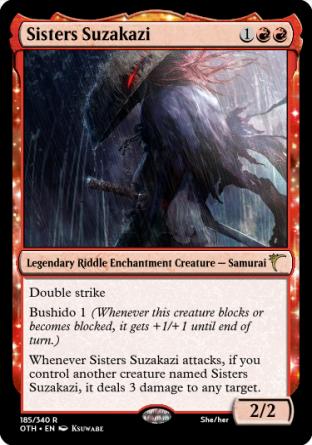 Sisters Suzakazi 1
Legendary Riddle Enchantment Creature — Samurai
Double strike
Bushido 1 (Whenever this creature blocks or
becomes blocked, it gets +1/+1 until end of
turn.)
Whenever Sisters Suzakazi attacks, if you
control another creature named Sisters
Suzakazi, it deals 3 damage to any target.
185/340 R
She/her
2/2
OTH • EN Kswabe